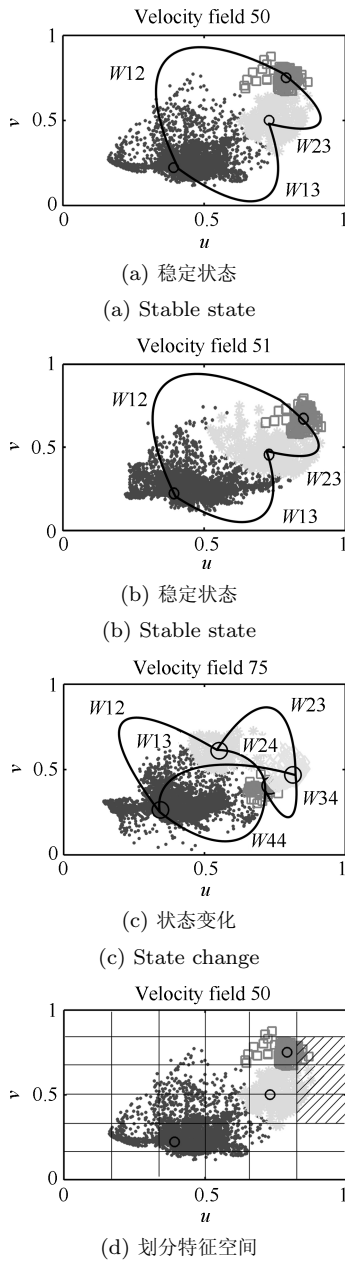 Velocity field 50
1
W12
v
0.5
W23
W13
0
0
0.5
1
u
(a) 稳定状态
(a) Stable state
Velocity field 51
1
W12
v
0.5
W23
W13
0
0
0.5
1
u
(b) 稳定状态
(b) Stable state
Velocity field 75
1
W12
W23
W13
W24
v
0.5
W34
W44
0
0
0.5
1
u
(c) 状态变化
(c) State change
Velocity field 50
1
v
0.5
0
0
0.5
1
u
(d) 划分特征空间